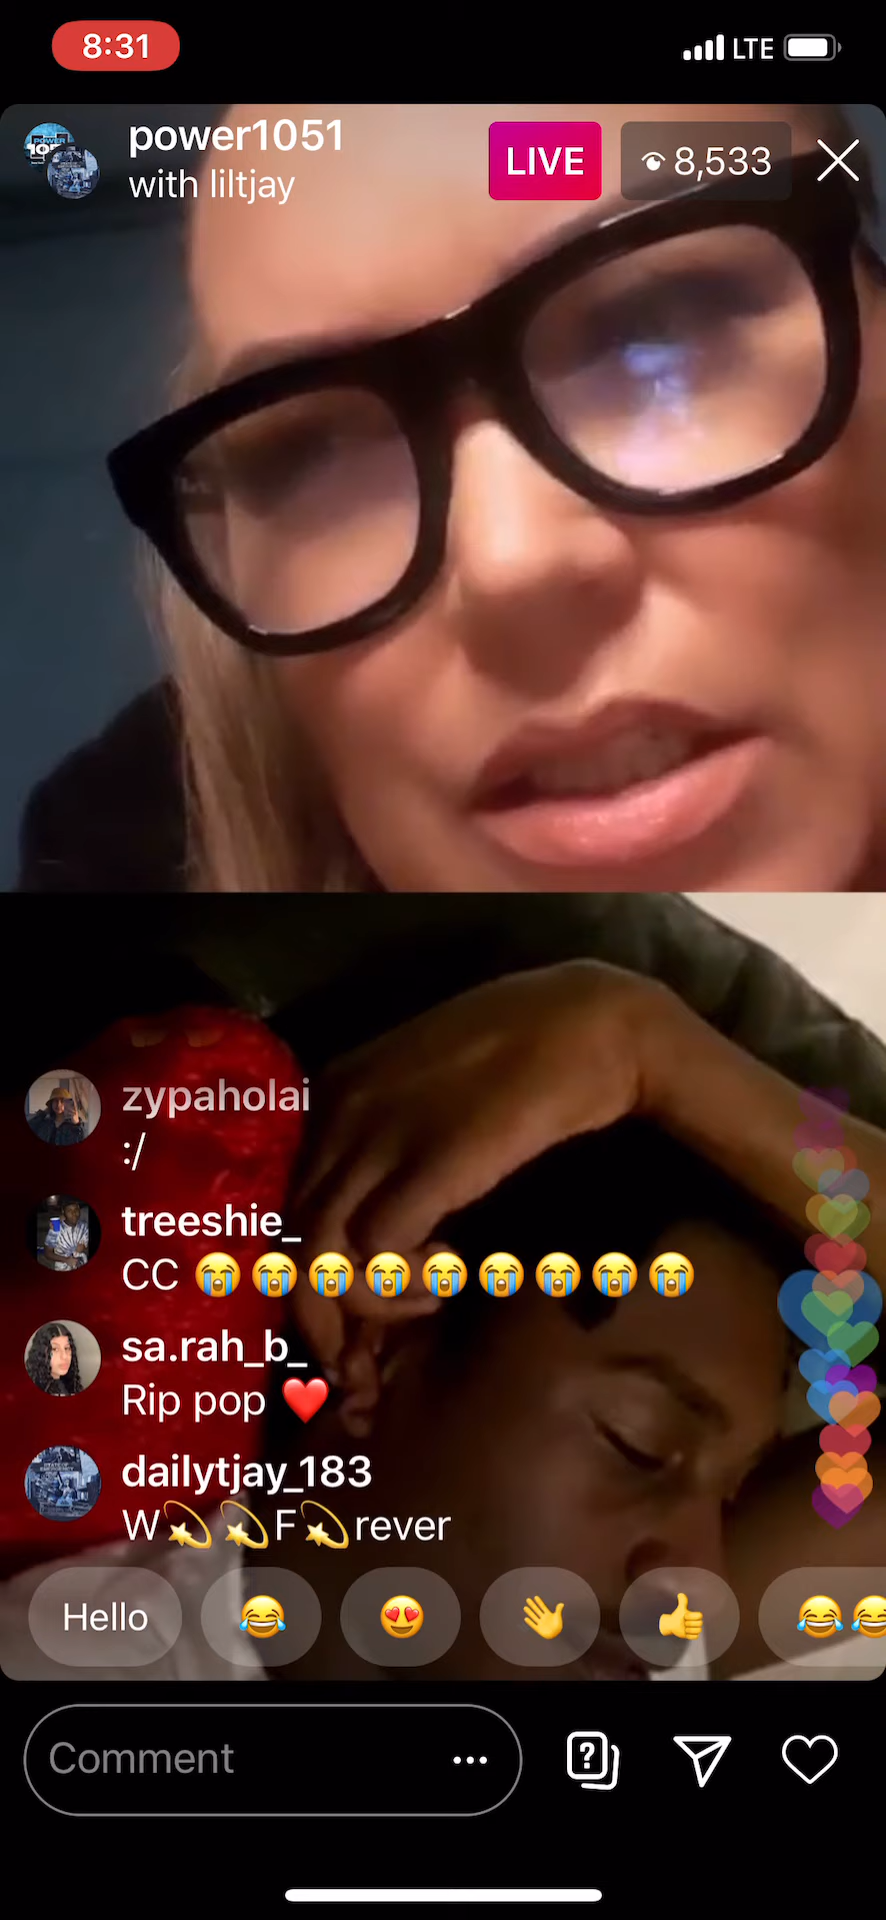 8:31
LTE
power1051
with liltjay
LIVE
8,533
POWER
zypaholai
:/
treeshie_
CC 😭😭😭😭😭😭😭😭😭
sa.rah_b_
Rip pop ❤️
dailytjay_183
W💫💫F💫rever
Hello
Comment